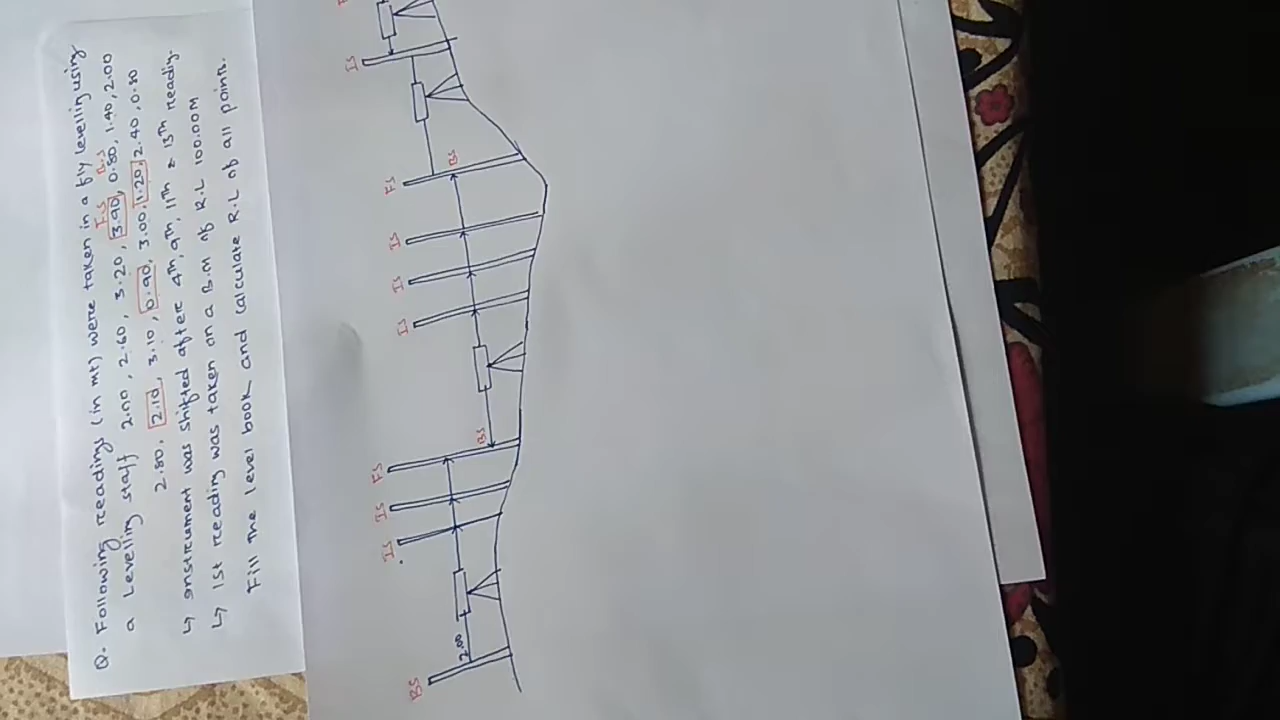 Q. Following readings (in mt) were taken in a fly levelling using
a Levelling staff 2.00, 2.60, 3.20, 3.90, 0.80, 1.40, 2.00
F.S B.S
2.80, 2.10, 3.10, 0.90, 3.00, 1.20, 2.40, 0.80
↳ instrument was shifted after 4th, 9th, 11th & 13th reading.
↳ 1st reading was taken on a B.M of R.L 100.00M
Fill the level book and calculate R.L of all points.
BS
2.00
IS
IS
FS
BS
IS
IS
IS
FS
BS
IS